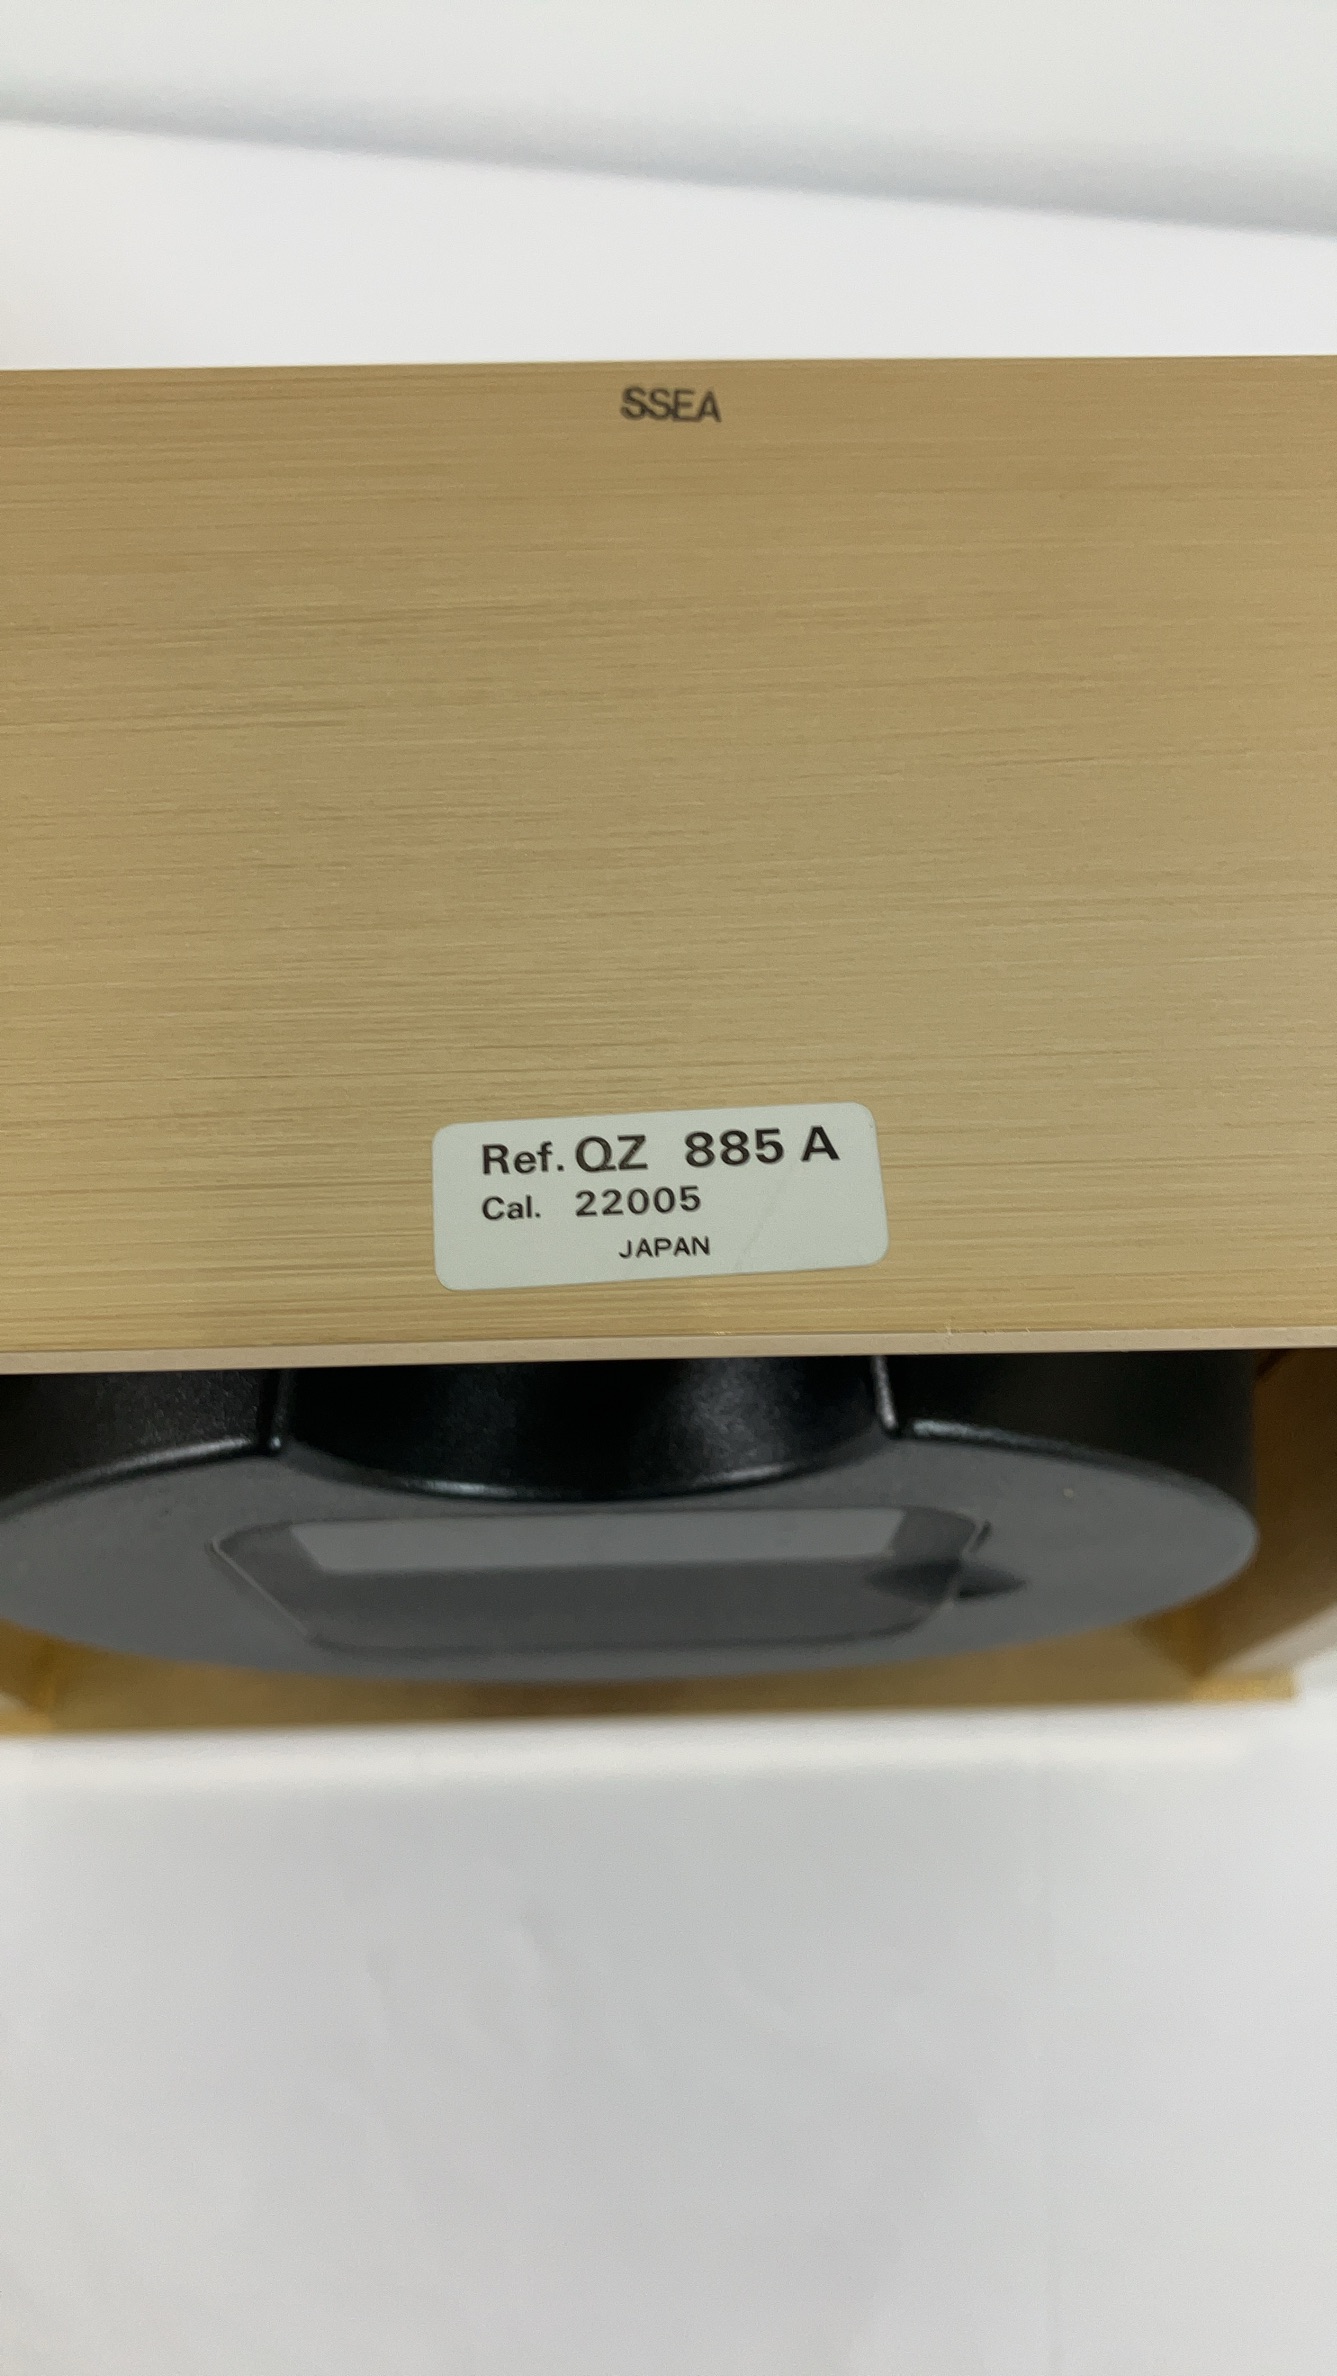 SSEA
Ref. QZ 885 A
Cal. 22005
JAPAN